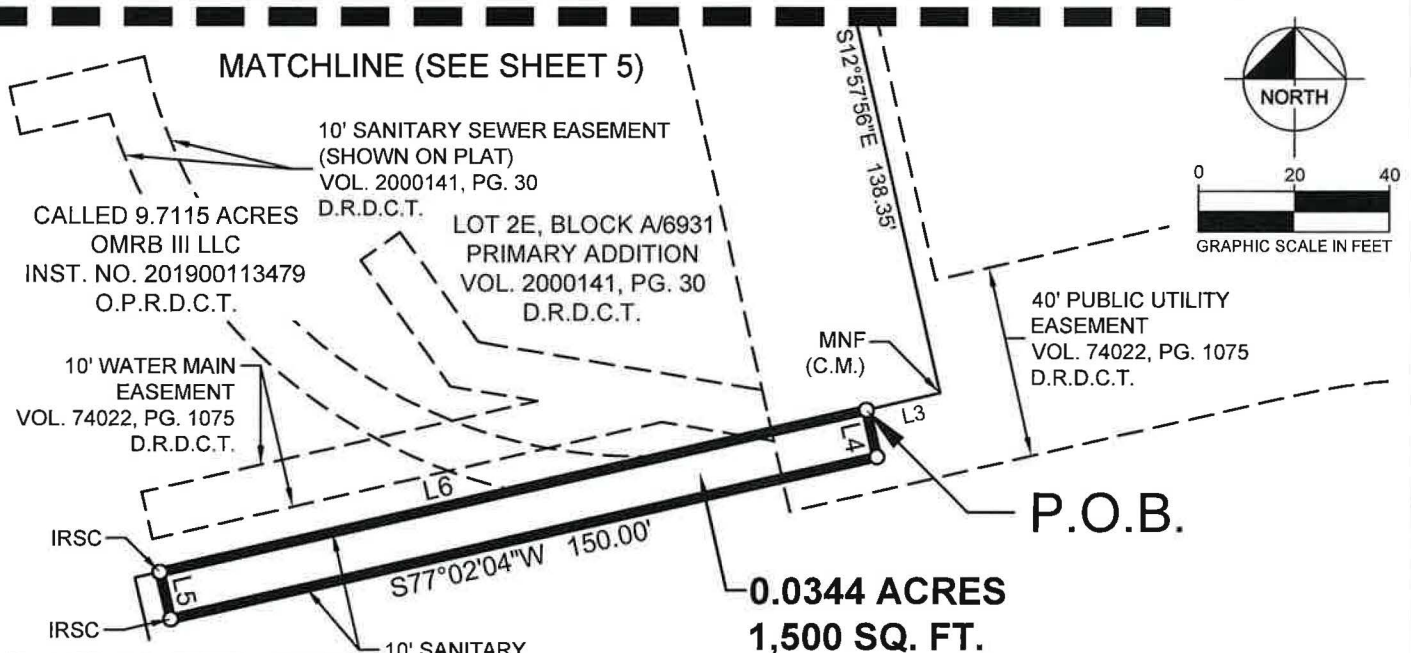 MATCHLINE (SEE SHEET 5)
S12°57'56"E 138.35'
NORTH
0 20 40
GRAPHIC SCALE IN FEET
10' SANITARY SEWER EASEMENT
(SHOWN ON PLAT)
VOL. 2000141, PG. 30
D.R.D.C.T.
CALLED 9.7115 ACRES
OMRB III LLC
INST. NO. 201900113479
O.P.R.D.C.T.
LOT 2E, BLOCK A/6931
PRIMARY ADDITION
VOL. 2000141, PG. 30
D.R.D.C.T.
40' PUBLIC UTILITY
EASEMENT
VOL. 74022, PG. 1075
D.R.D.C.T.
MNF
(C.M.)
10' WATER MAIN
EASEMENT
VOL. 74022, PG. 1075
D.R.D.C.T.
L3
L4
L6
P.O.B.
IRSC
S77°02'04"W 150.00'
L5
0.0344 ACRES
1,500 SQ. FT.
IRSC
10' SANITARY